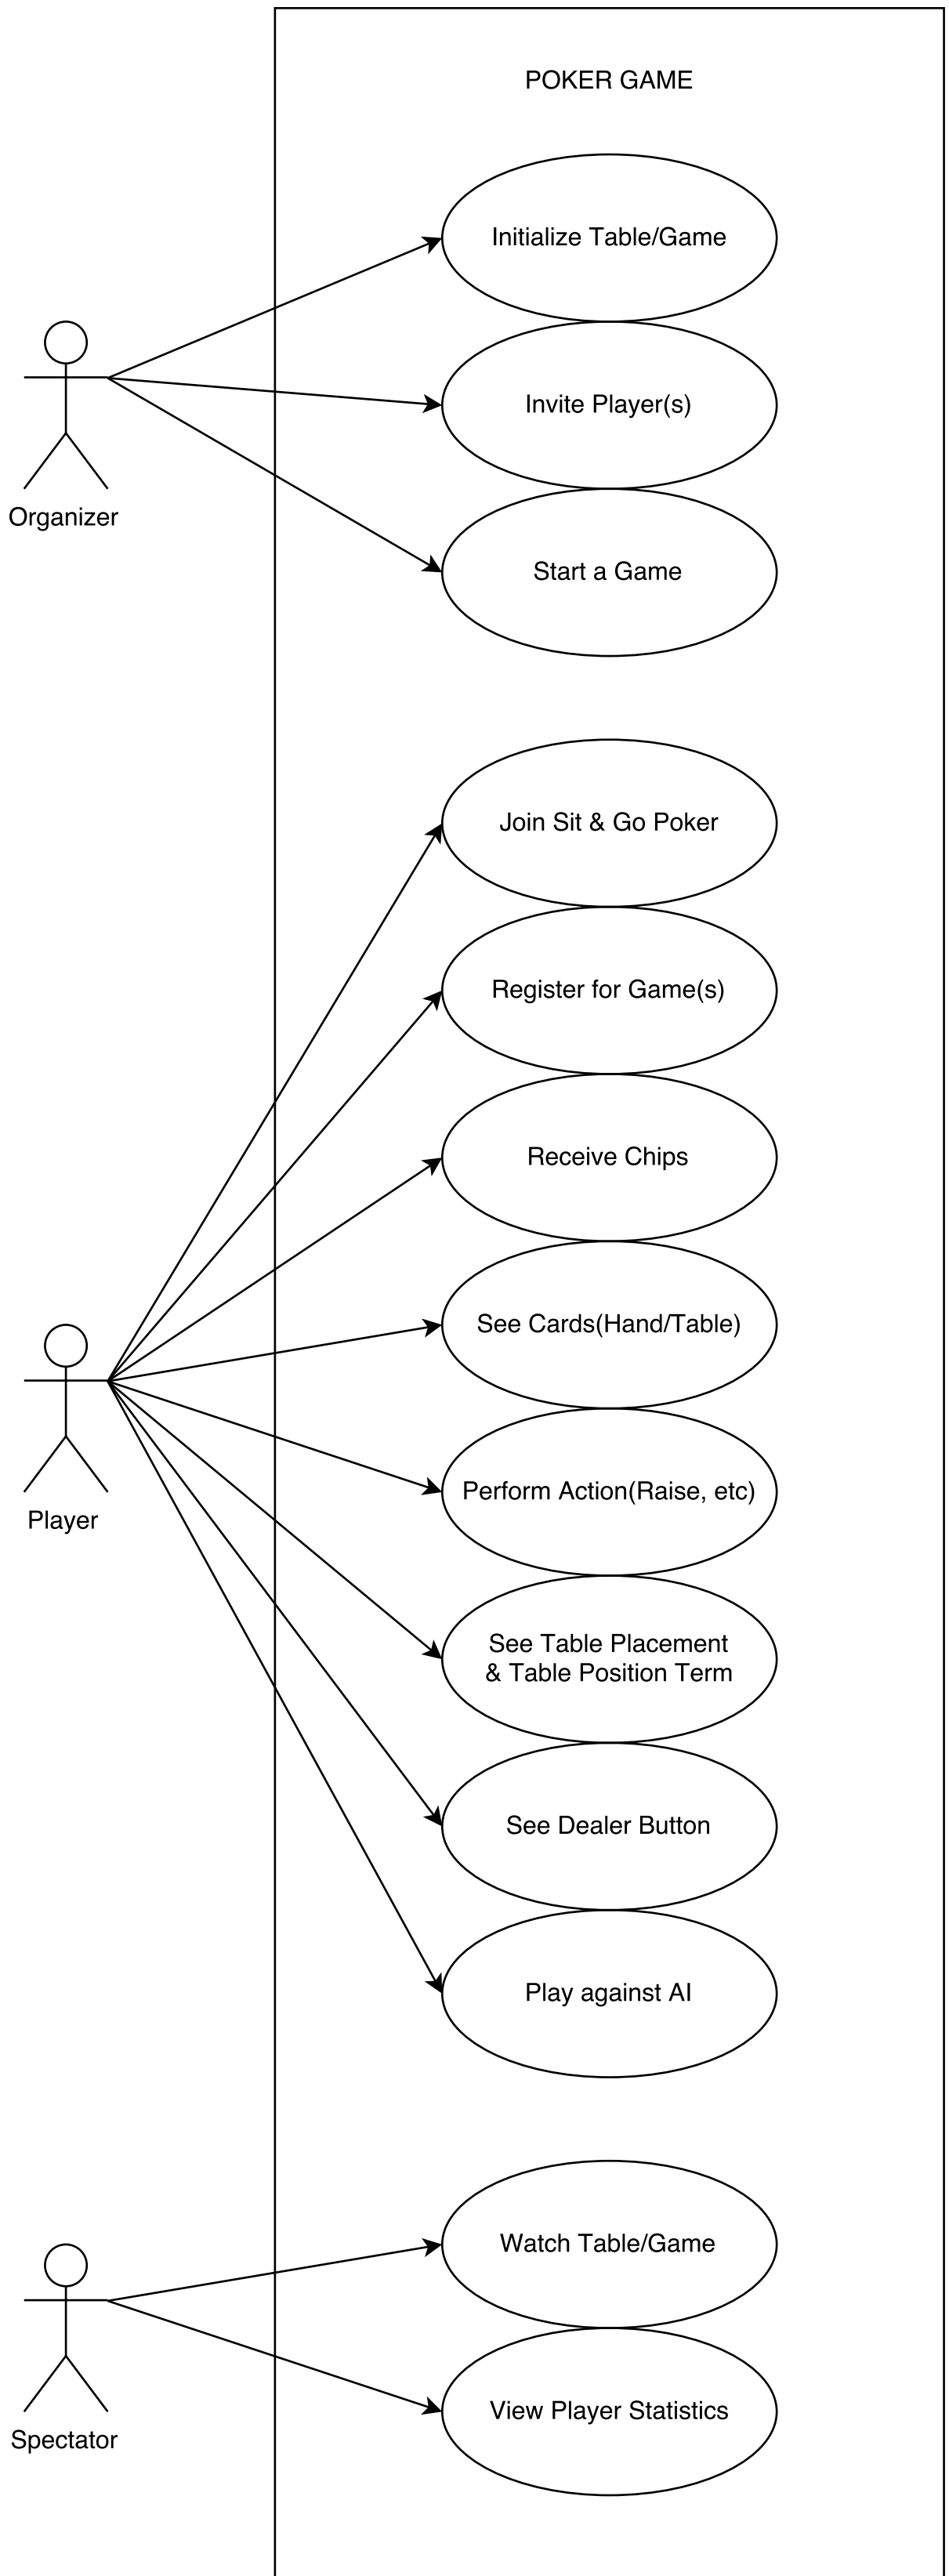 POKER GAME
Initialize Table/Game
Invite Player(s)
Organizer
Start a Game
Join Sit & Go Poker
Register for Game(s)
Receive Chips
See Cards(Hand/Table)
Perform Action(Raise, etc)
Player
See Table Placement
& Table Position Term
See Dealer Button
Play against AI
Watch Table/Game
View Player Statistics
Spectator